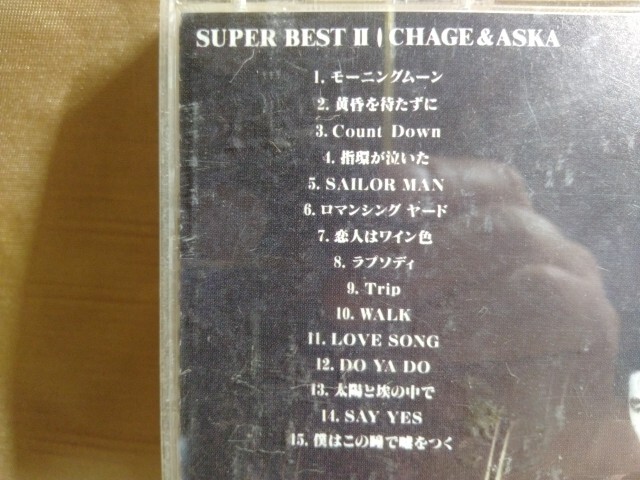 SUPER BEST II | CHAGE&ASKA
1. モーニングムーン
2. 黄昏を待たずに
3. Count Down
4. 指環が泣いた
5. SAILOR MAN
6. ロマンシング ヤード
7. 恋人はワイン色
8. ラプソディ
9. Trip
10. WALK
11. LOVE SONG
12. DO YA DO
13. 太陽と埃の中で
14. SAY YES
15. 僕はこの瞳で嘘をつく